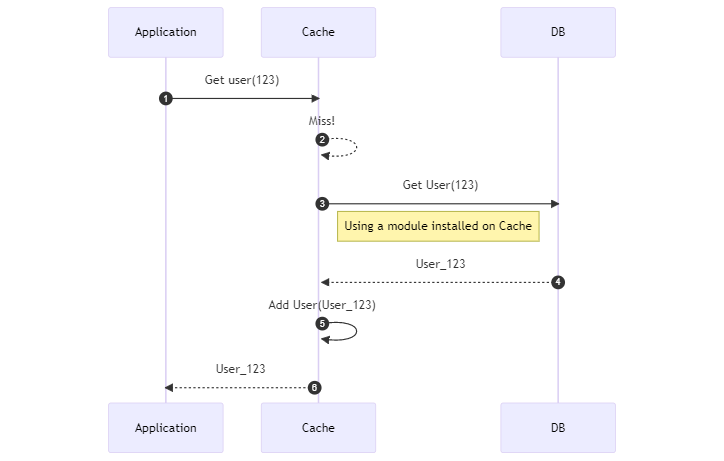 Application
Cache
DB
Get user(123)
1
Miss!
2
Get User(123)
3
Using a module installed on Cache
User_123
4
Add User(User_123)
5
User_123
6
Application
Cache
DB